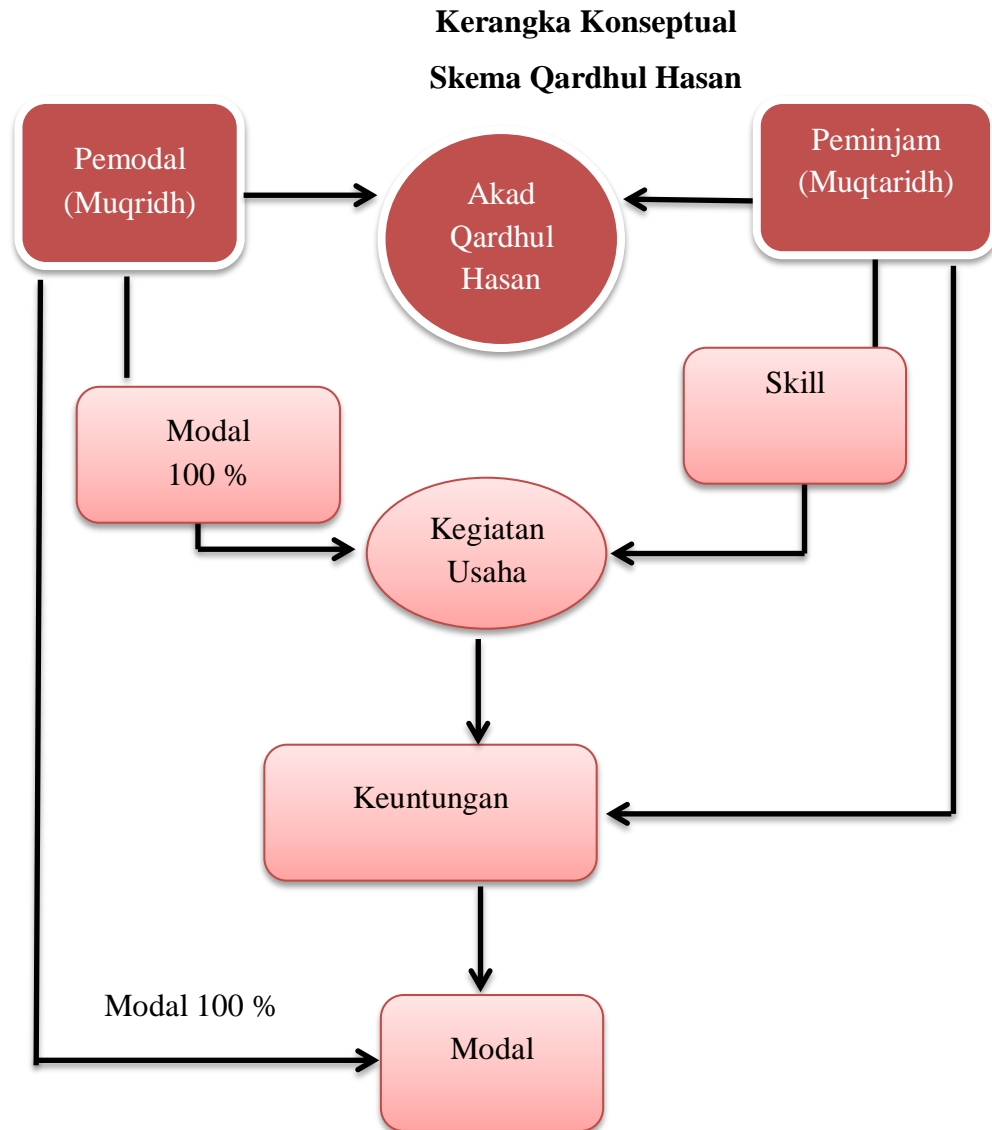 Kerangka Konseptual
Skema Qardhul Hasan
Pemodal
(Muqridh)
Akad
Qardhul
Hasan
Peminjam
(Muqtaridh)
Modal
100 %
Skill
Kegiatan
Usaha
Keuntungan
Modal 100 %
Modal